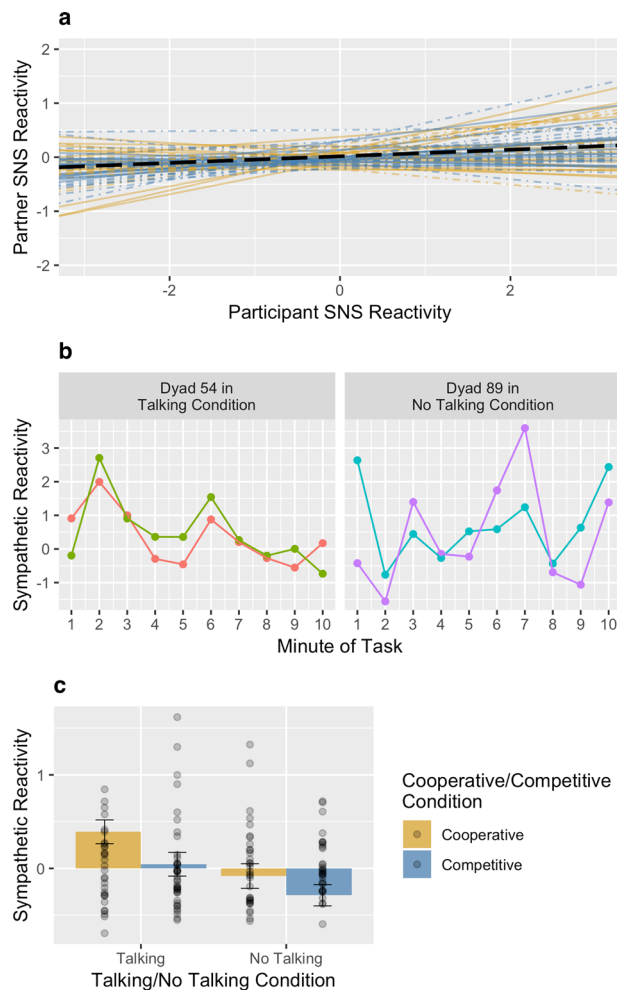 a
2
1
0
-1
-2
Partner SNS Reactivity
-2
0
2
Participant SNS Reactivity
b
Dyad 54 in
Talking Condition
Dyad 89 in
No Talking Condition
3
2
1
0
-1
Sympathetic Reactivity
1 2 3 4 5 6 7 8 9 10
1 2 3 4 5 6 7 8 9 10
Minute of Task
c
1
0
Sympathetic Reactivity
Talking
No Talking
Talking/No Talking Condition
Cooperative/Competitive
Condition
Cooperative
Competitive